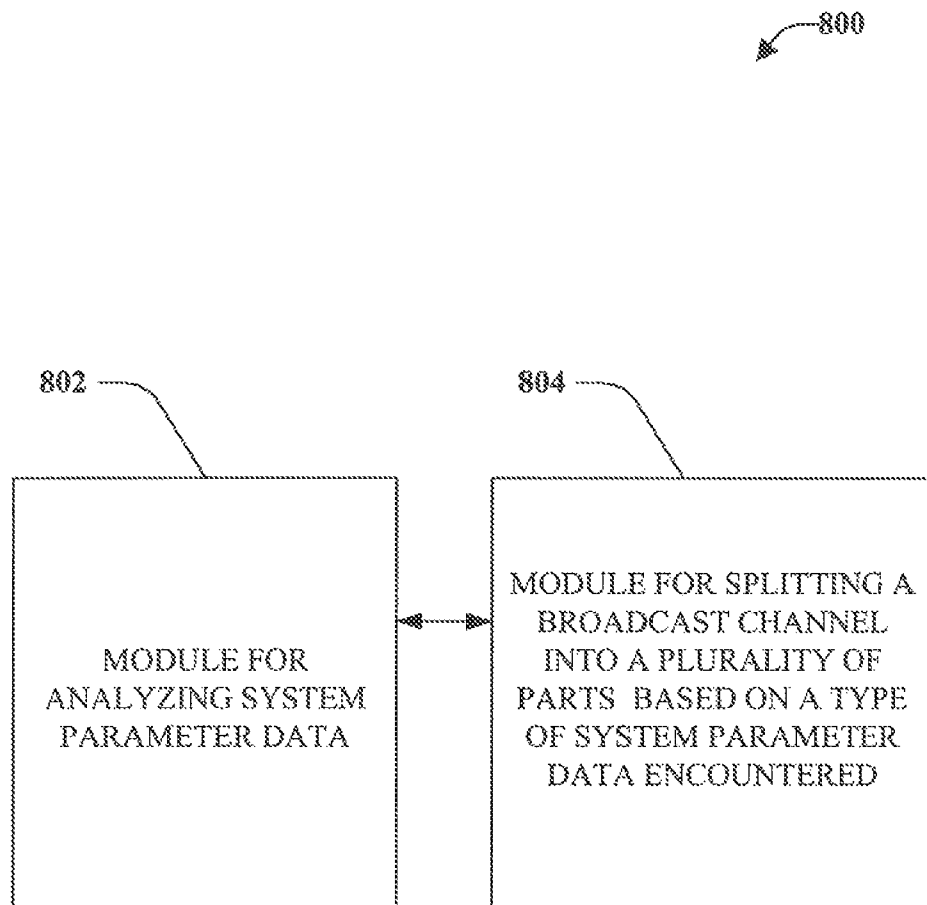 800
802
804
MODULE FOR
ANALYZING SYSTEM
PARAMETER DATA
MODULE FOR SPLITTING A
BROADCAST CHANNEL
INTO A PLURALITY OF
PARTS BASED ON A TYPE
OF SYSTEM PARAMETER
DATA ENCOUNTERED